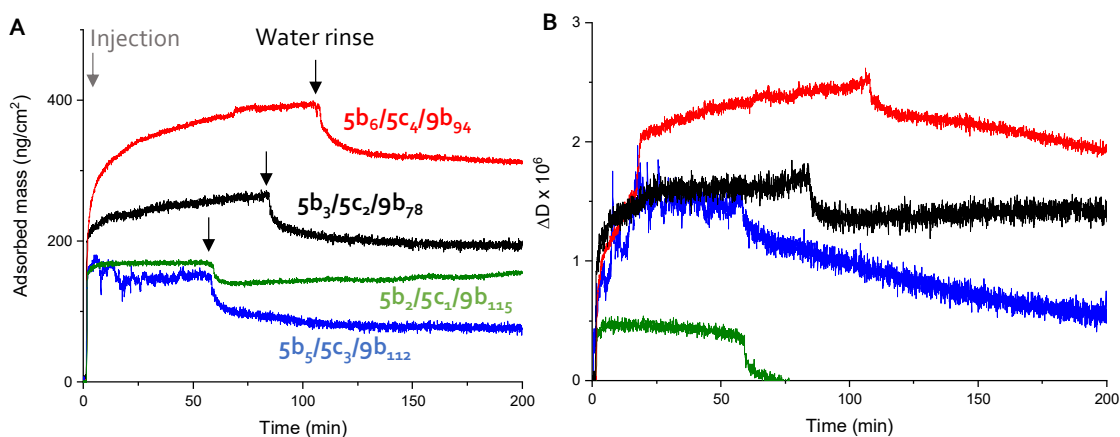 A
Injection
Water rinse
5b₆/5c₄/9b₉₄
5b₃/5c₂/9b₇₈
5b₂/5c₁/9b₁₁₅
5b₅/5c₃/9b₁₁₂
Adsorbed mass (ng/cm²)
400
200
0
0 50 100 150 200
Time (min)
B
ΔD x 10⁶
3
2
1
0
0 50 100 150 200
Time (min)